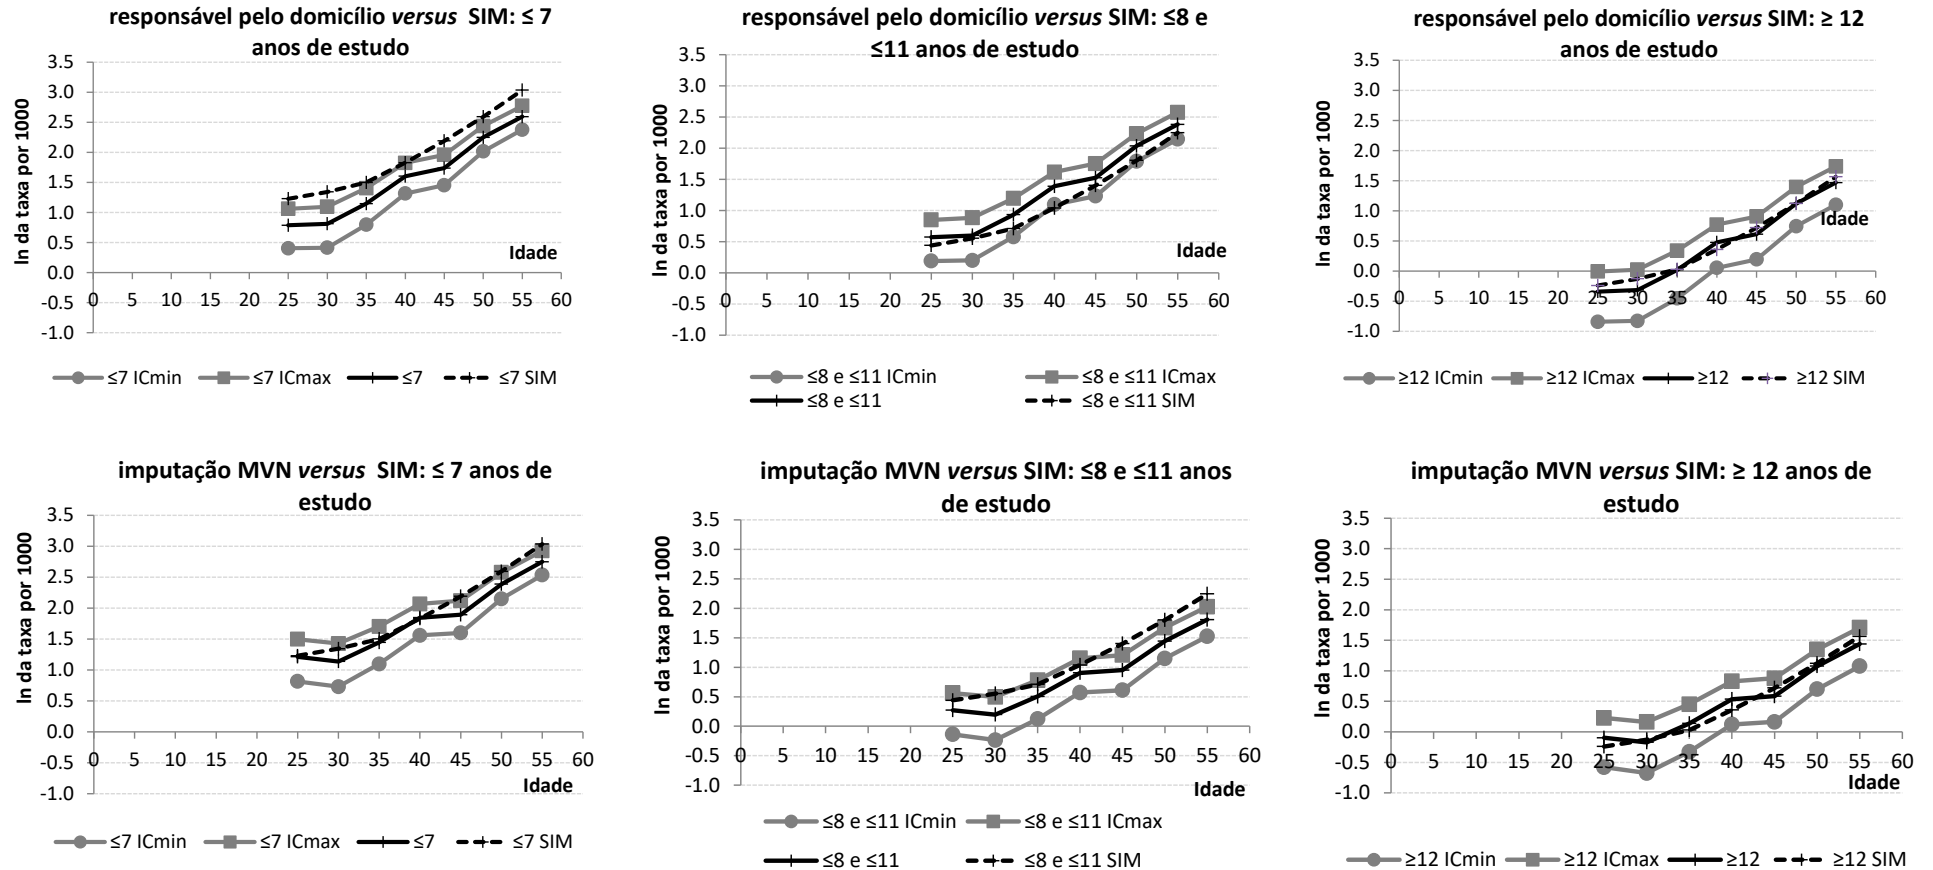 responsável pelo domicílio versus SIM: ≤ 7
anos de estudo
ln da taxa por 1000
3.5
3.0
2.5
2.0
1.5
1.0
0.5
0.0
-0.5
-1.0
Idade
0 5 10 15 20 25 30 35 40 45 50 55 60
≤7 ICmin ≤7 ICmax ≤7 ≤7 SIM
responsável pelo domicílio versus SIM: ≤8 e
≤11 anos de estudo
ln da taxa por 1000
3.5
3.0
2.5
2.0
1.5
1.0
0.5
0.0
-0.5
-1.0
Idade
0 5 10 15 20 25 30 35 40 45 50 55 60
≤8 e ≤11 ICmin ≤8 e ≤11 ICmax
≤8 e ≤11 ≤8 e ≤11 SIM
responsável pelo domicílio versus SIM: ≥ 12
anos de estudo
ln da taxa por 1000
3.5
3.0
2.5
2.0
1.5
1.0
0.5
0.0
-0.5
-1.0
Idade
0 5 10 15 20 25 30 35 40 45 50 55 60
≥12 ICmin ≥12 ICmax ≥12 ≥12 SIM
imputação MVN versus SIM: ≤ 7 anos de
estudo
ln da taxa por 1000
3.5
3.0
2.5
2.0
1.5
1.0
0.5
0.0
-0.5
-1.0
0 5 10 15 20 25 30 35 40 45 50 55 60
Idade
≤7 ICmin ≤7 ICmax ≤7 ≤7 SIM
imputação MVN versus SIM: ≤8 e ≤11 anos
de estudo
ln da taxa por 1000
3.5
3.0
2.5
2.0
1.5
1.0
0.5
0.0
-0.5
-1.0
0 5 10 15 20 25 30 35 40 45 50 55 60
Idade
≤8 e ≤11 ICmin ≤8 e ≤11 ICmax
≤8 e ≤11 ≤8 e ≤11 SIM
imputação MVN versus SIM: ≥ 12 anos de
estudo
ln da taxa por 1000
3.5
3.0
2.5
2.0
1.5
1.0
0.5
0.0
-0.5
-1.0
0 5 10 15 20 25 30 35 40 45 50 55 60
Idade
≥12 ICmin ≥12 ICmax ≥12 ≥12 SIM